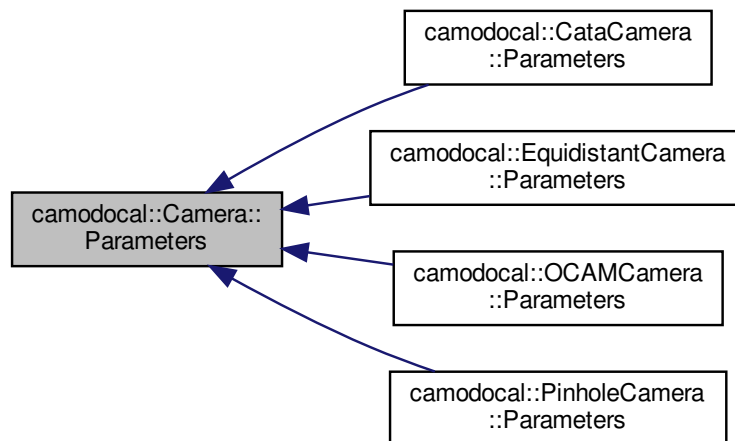 camodocal::CataCamera
::Parameters
camodocal::EquidistantCamera
::Parameters
camodocal::Camera::
Parameters
camodocal::OCAMCamera
::Parameters
camodocal::PinholeCamera
::Parameters